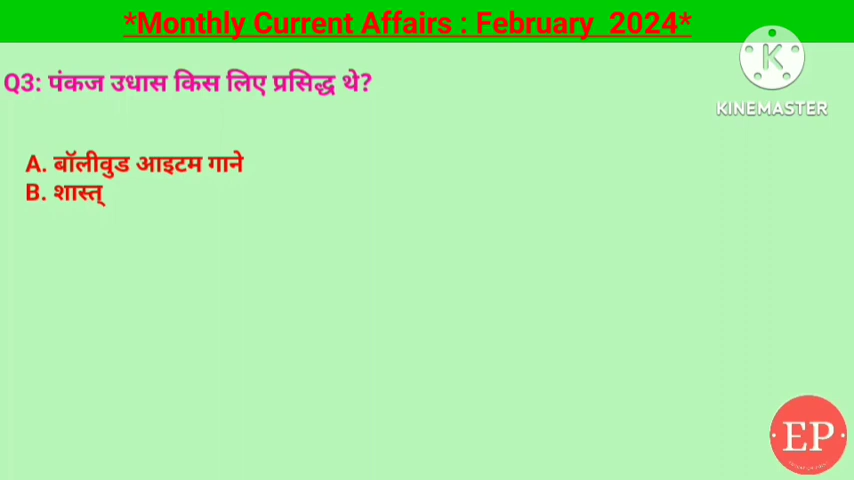 *Monthly Current Affairs : February 2024*
K
KINEMASTER
Q3: पंकज उधास किस लिए प्रसिद्ध थे?
A. बॉलीवुड आइटम गाने
B. शास्त्
EP